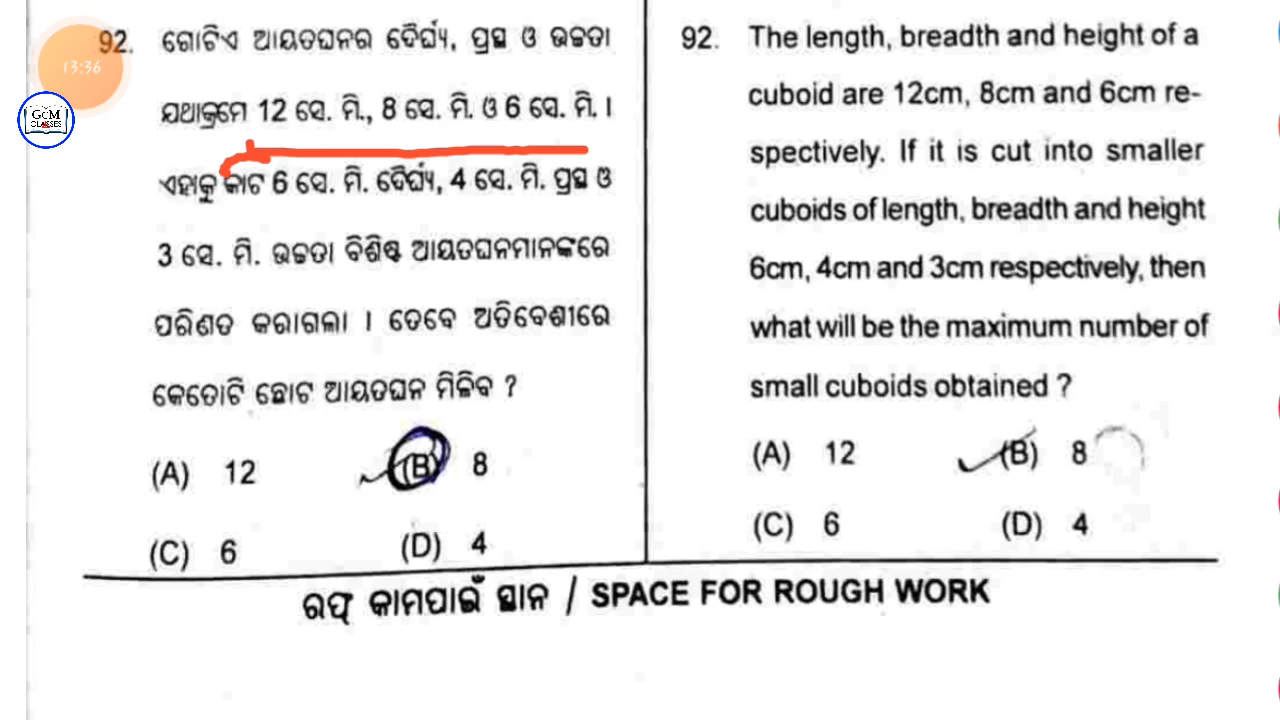 13:36
GCM
CLASSES
92. ଗୋଟିଏ ଆୟତଘନର ଦୈର୍ଘ୍ୟ, ପ୍ରସ୍ଥ ଓ ଉଚ୍ଚତା
ଯଥାକ୍ରମେ 12 ସେ. ମି., 8 ସେ. ମି. ଓ 6 ସେ. ମି. ।
ଏହାକୁ କାଟି 6 ସେ. ମି. ଦୈର୍ଘ୍ୟ, 4 ସେ. ମି. ପ୍ରସ୍ଥ ଓ
3 ସେ. ମି. ଉଚ୍ଚତା ବିଶିଷ୍ଟ ଆୟତଘନମାନଙ୍କରେ
ପରିଣତ କରାଗଲା । ତେବେ ଅତିବେଶୀରେ
କେତୋଟି ଛୋଟ ଆୟତଘନ ମିଳିବ ?
(A) 12 (B) 8
(C) 6 (D) 4
92. The length, breadth and height of a
cuboid are 12cm, 8cm and 6cm re-
spectively. If it is cut into smaller
cuboids of length, breadth and height
6cm, 4cm and 3cm respectively, then
what will be the maximum number of
small cuboids obtained ?
(A) 12 (B) 8
(C) 6 (D) 4
ରଫ୍ କାମପାଇଁ ସ୍ଥାନ / SPACE FOR ROUGH WORK